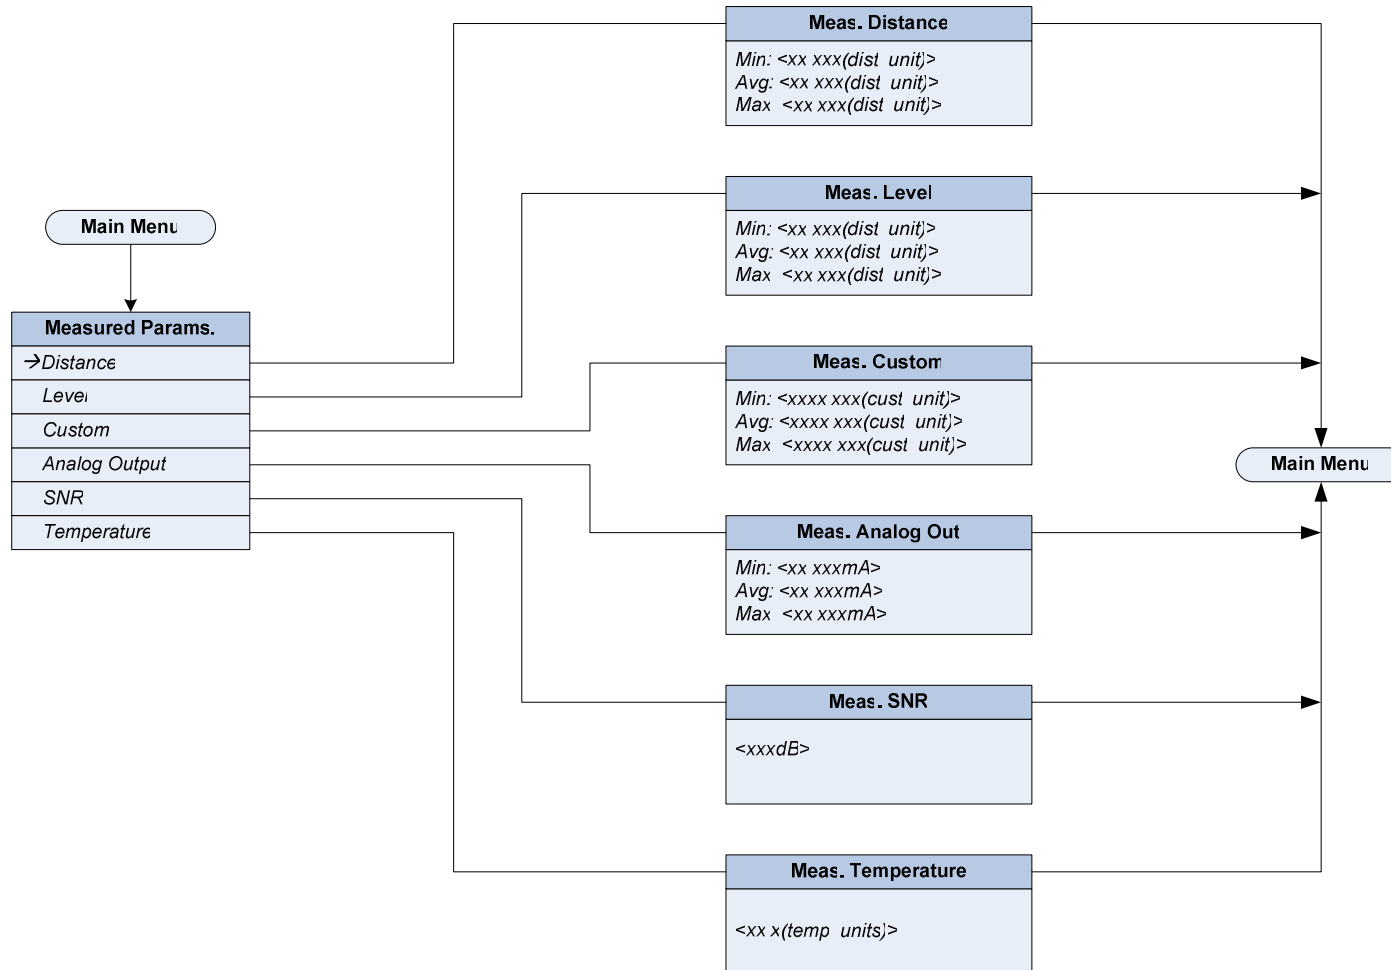 Main Menu
Measured Params.
→Distance
Level
Custom
Analog Output
SNR
Temperature
Meas. Distance
Min: <xx xxx(dist unit)>
Avg: <xx xxx(dist unit)>
Max <xx xxx(dist unit)>
Meas. Level
Min: <xx xxx(dist unit)>
Avg: <xx xxx(dist unit)>
Max <xx xxx(dist unit)>
Meas. Custom
Min: <xxxx xxx(cust unit)>
Avg: <xxxx xxx(cust unit)>
Max <xxxx xxx(cust unit)>
Meas. Analog Out
Min: <xx xxxmA>
Avg: <xx xxxmA>
Max <xx xxxmA>
Meas. SNR
<xxxdB>
Meas. Temperature
<xx x(temp units)>
Main Menu